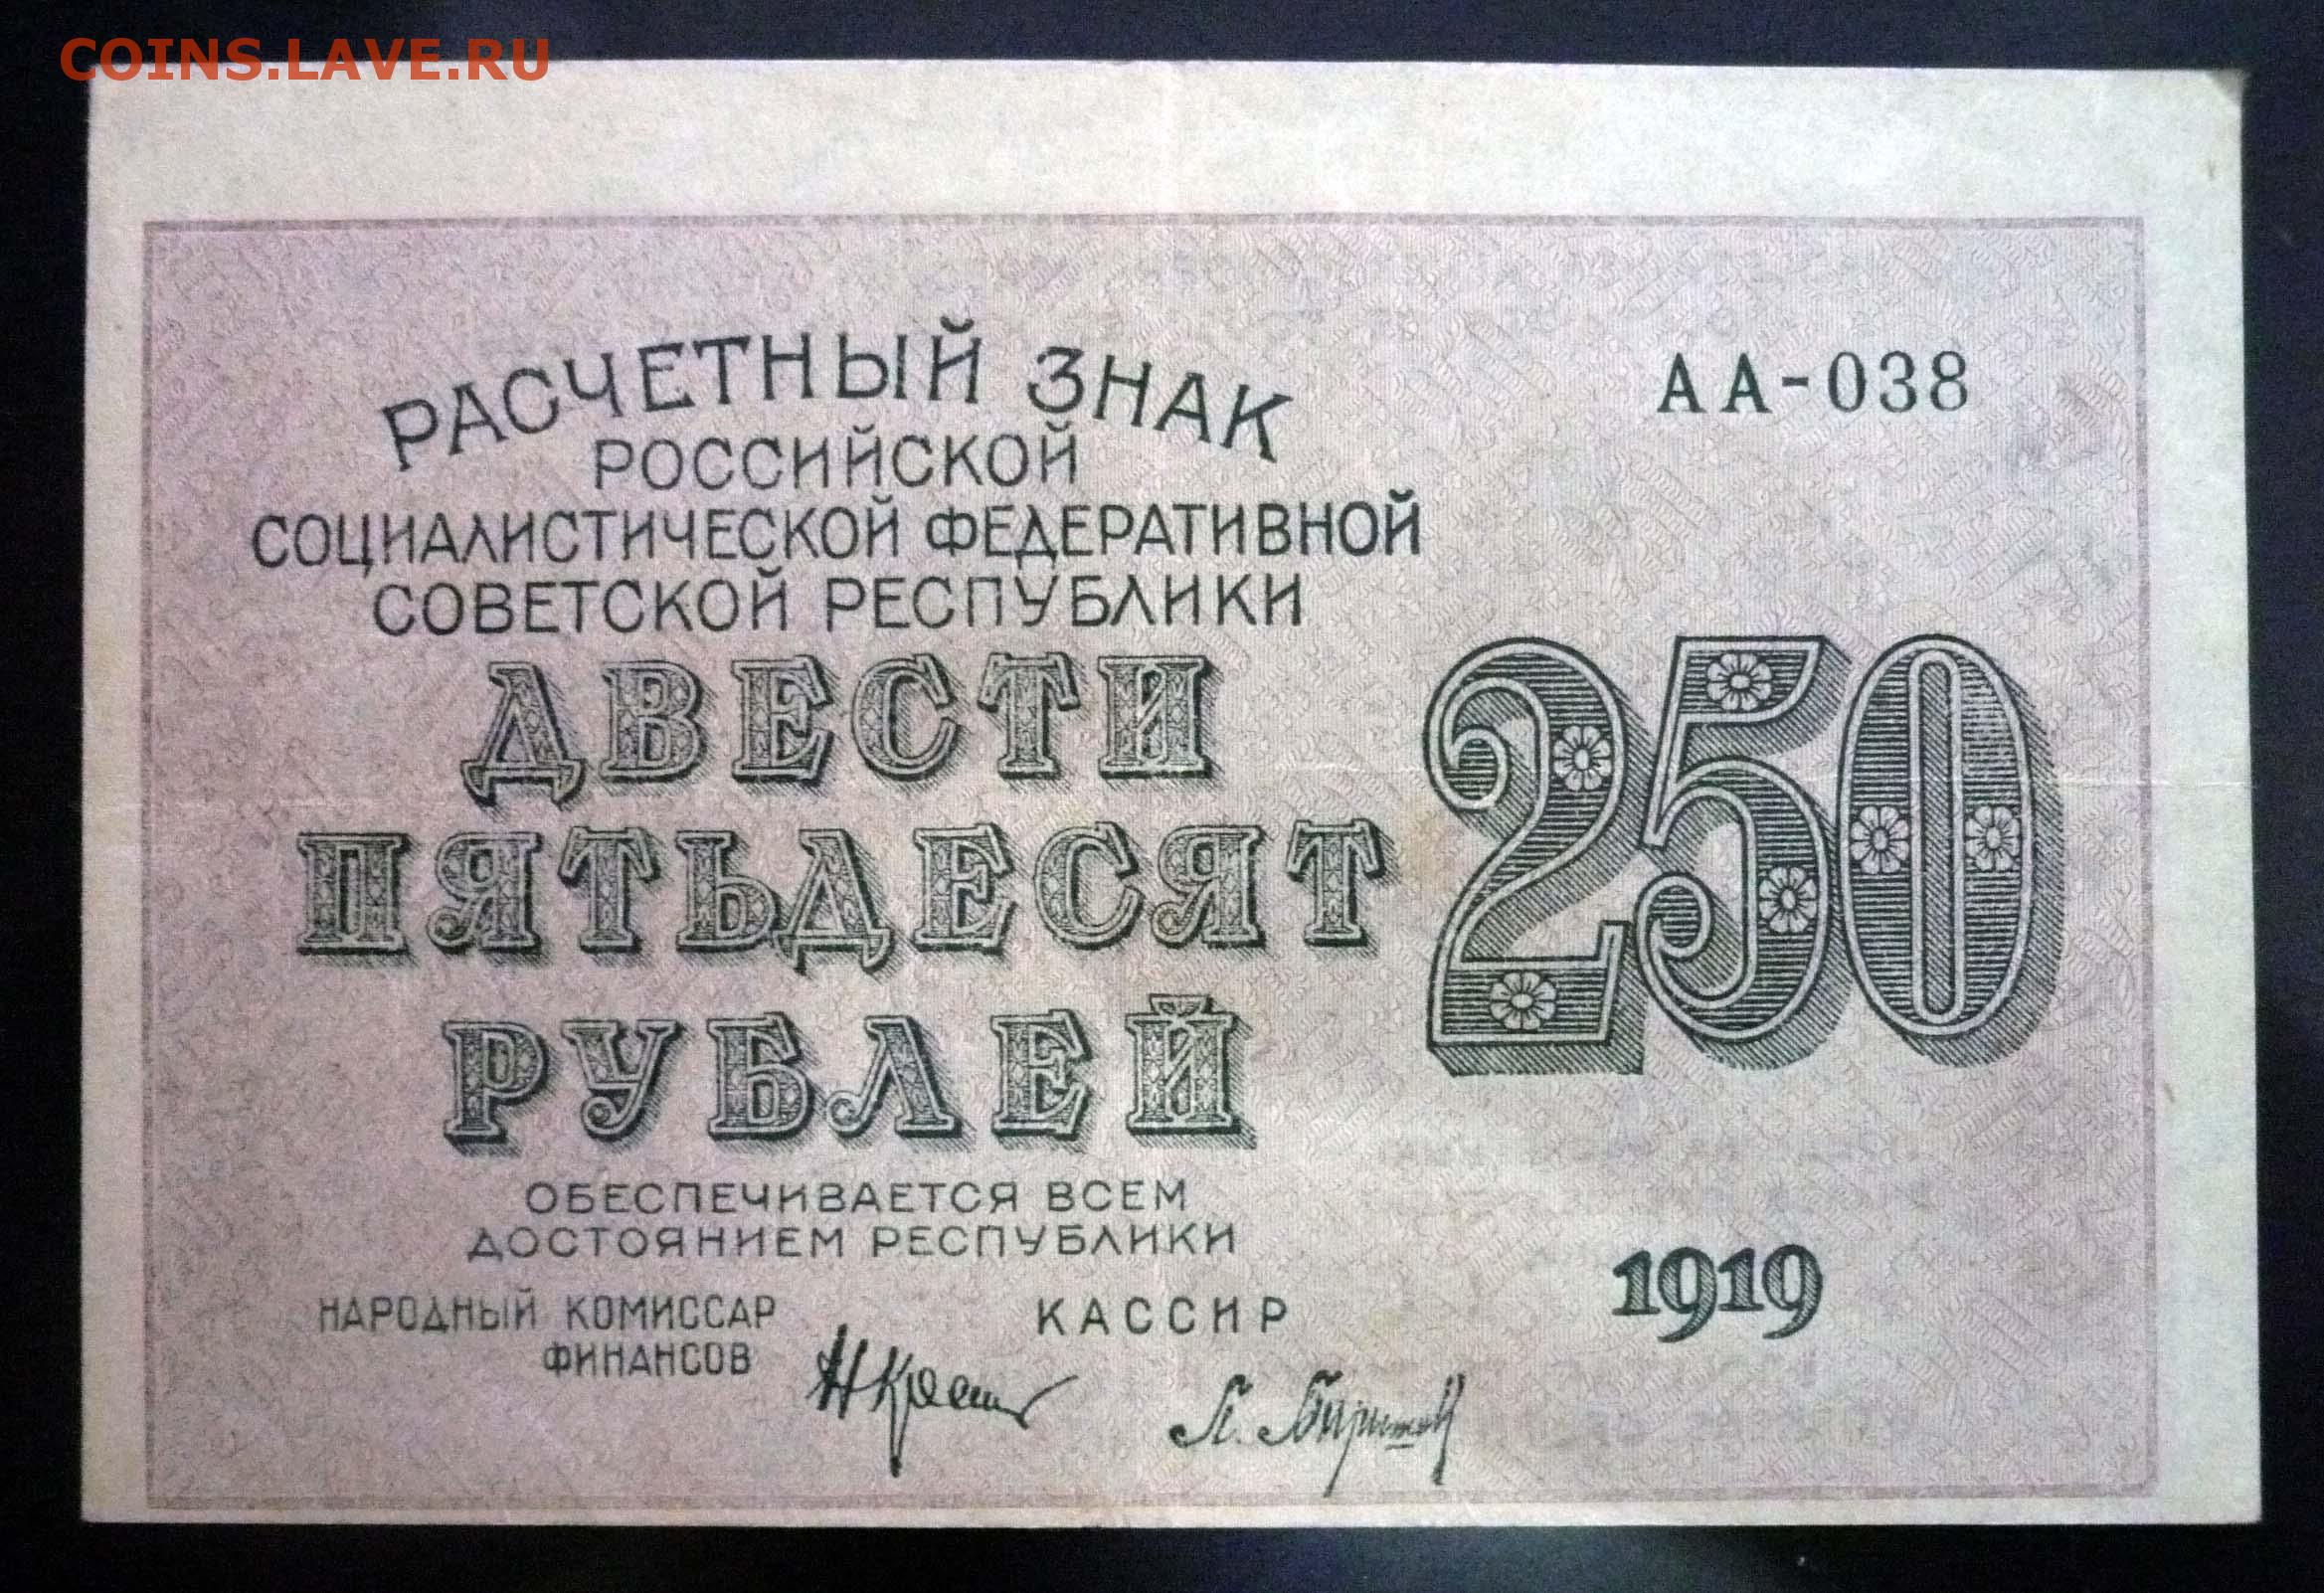 COINS.LAVE.RU
РАСЧЕТНЫЙ ЗНАК
АА-038
РОССИЙСКОЙ
СОЦИАЛИСТИЧЕСКОЙ ФЕДЕРАТИВНОЙ
СОВЕТСКОЙ РЕСПУБЛИКИ
ДВЕСТИ
ПЯТЬДЕСЯТ
РУБЛЕЙ
250
ОБЕСПЕЧИВАЕТСЯ ВСЕМ
ДОСТОЯНИЕМ РЕСПУБЛИКИ
НАРОДНЫЙ КОМИССАР
ФИНАНСОВ
КАССИР
1919